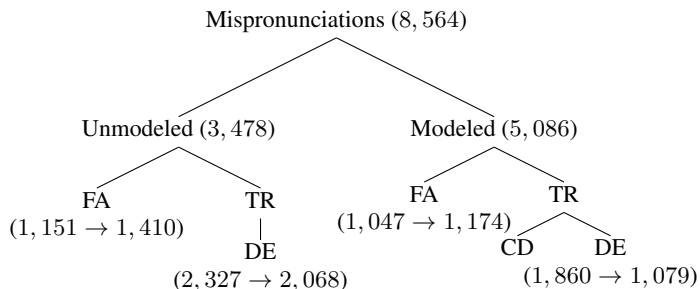 Mispronunciations (8, 564)
Unmodeled (3, 478) Modeled (5, 086)
FA TR FA TR
(1, 151 → 1, 410) (1, 047 → 1, 174)
DE CD DE
(2, 327 → 2, 068) (1, 860 → 1, 079)